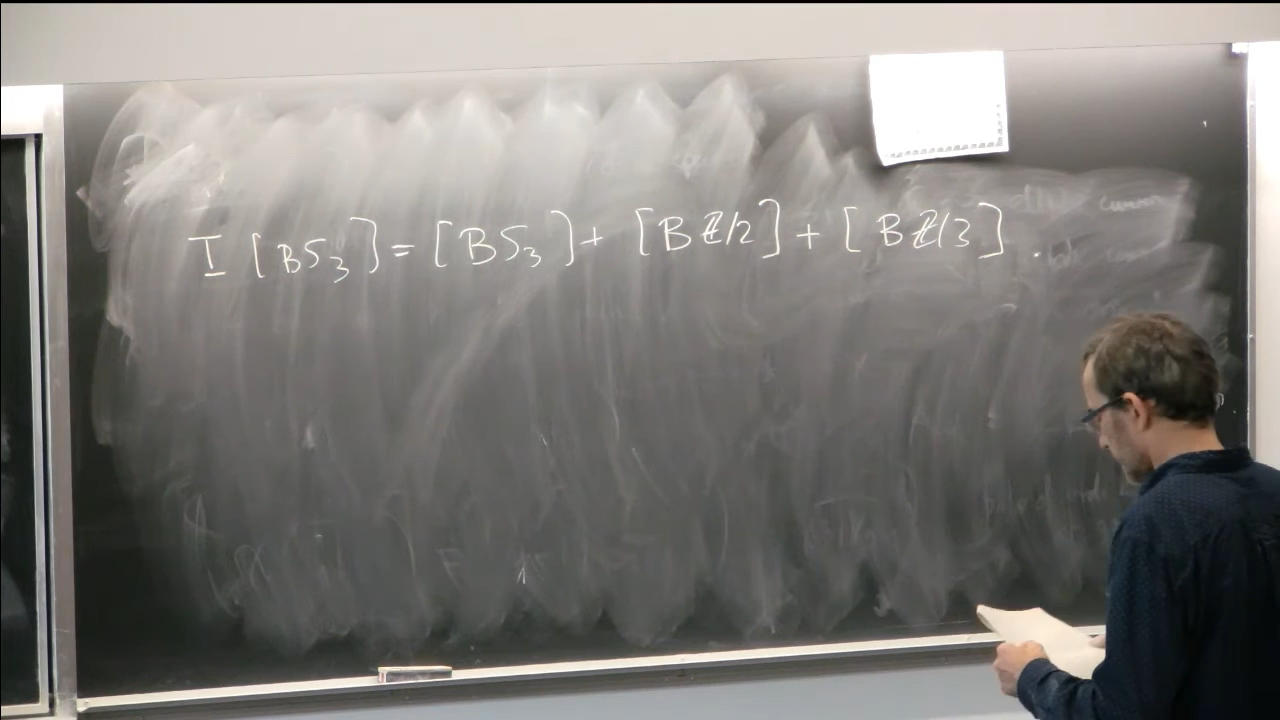 I [BS₃] = [BS₃] + [Bℤ/2] + [Bℤ/3].